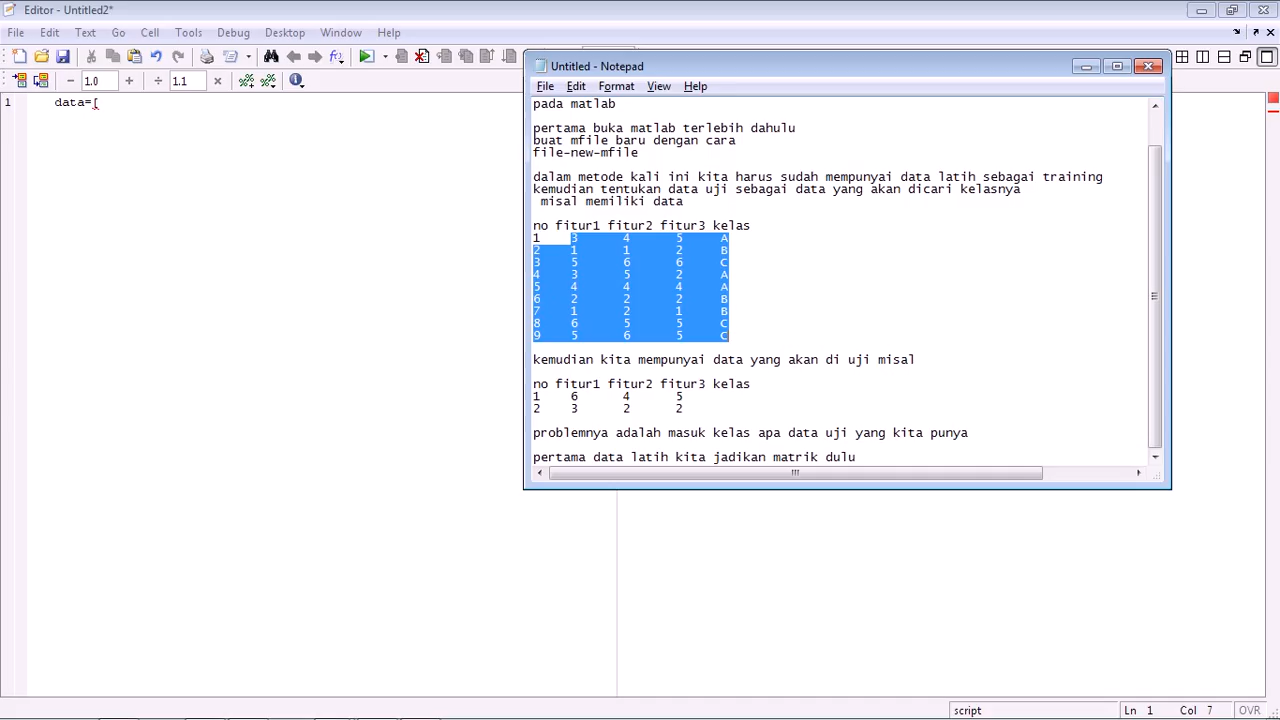 Editor - Untitled2*
File Edit Text Go Cell Tools Debug Desktop Window Help
1.0 1.1
1 data=[
Untitled - Notepad
File Edit Format View Help
pada matlab
pertama buka matlab terlebih dahulu
buat mfile baru dengan cara
file-new-mfile
dalam metode kali ini kita harus sudah mempunyai data latih sebagai training
kemudian tentukan data uji sebagai data yang akan dicari kelasnya
misal memiliki data
no fitur1 fitur2 fitur3 kelas
1 3 4 5 A
2 1 1 2 B
3 5 6 6 C
4 3 5 2 A
5 4 4 4 A
6 2 2 2 B
7 1 2 1 B
8 6 5 5 C
9 5 6 5 C
kemudian kita mempunyai data yang akan di uji misal
no fitur1 fitur2 fitur3 kelas
1 6 4 5
2 3 2 2
problemnya adalah masuk kelas apa data uji yang kita punya
pertama data latih kita jadikan matrik dulu
script Ln 1 Col 7 OVR